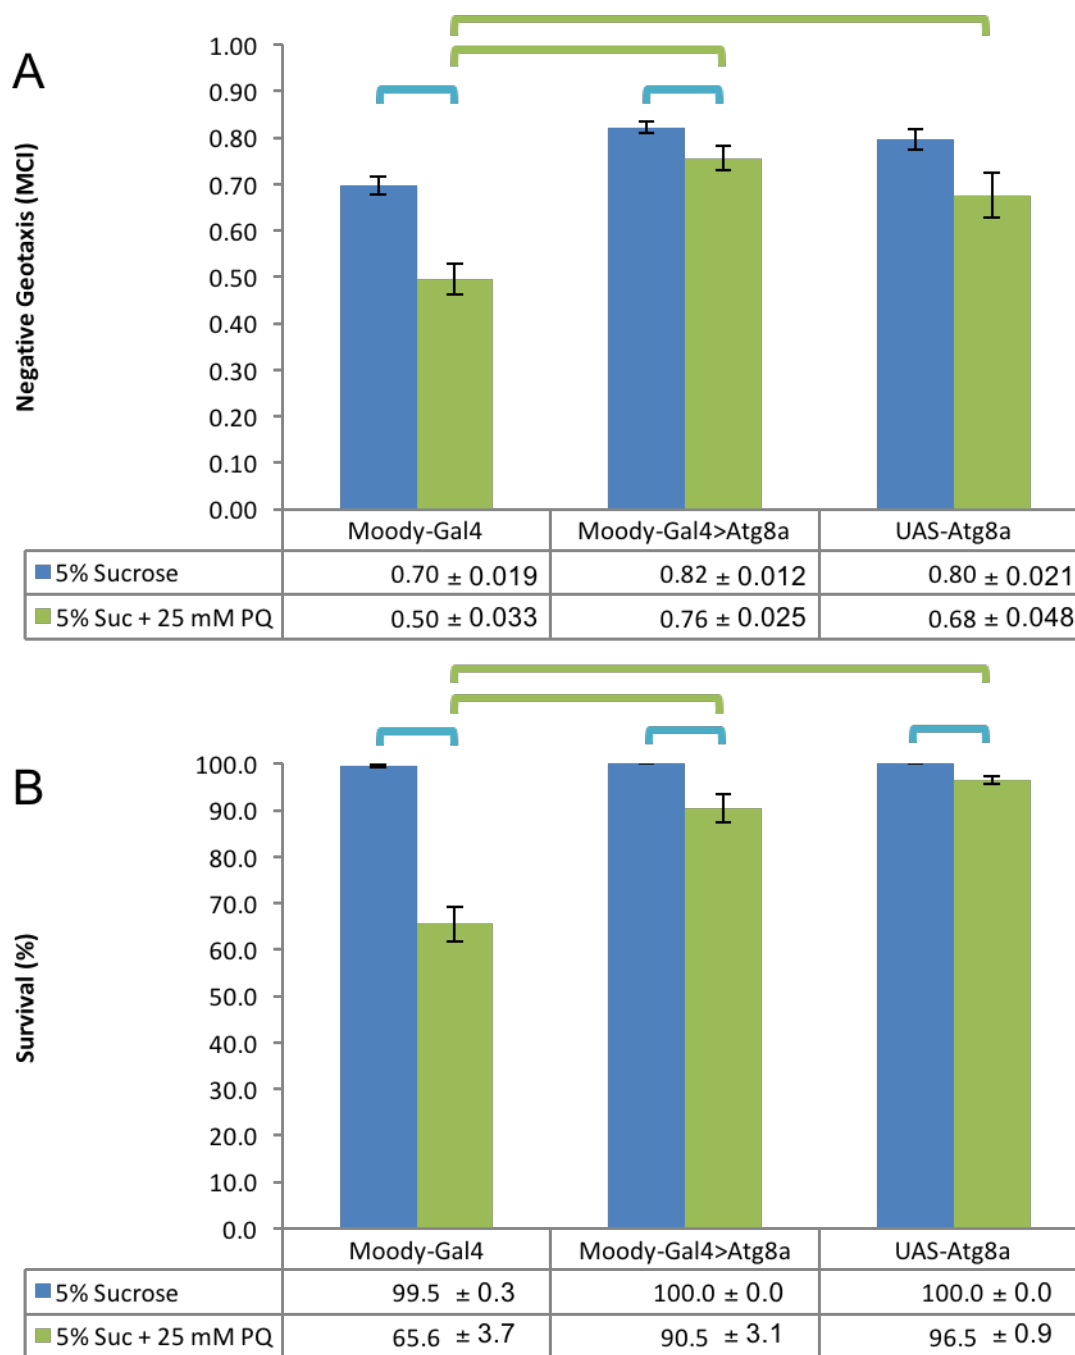 A
Negative Geotaxis (MCI)
1.00
0.90
0.80
0.70
0.60
0.50
0.40
0.30
0.20
0.10
0.00
Moody-Gal4 Moody-Gal4>Atg8a UAS-Atg8a
5% Sucrose 0.70 ± 0.019 0.82 ± 0.012 0.80 ± 0.021
5% Suc + 25 mM PQ 0.50 ± 0.033 0.76 ± 0.025 0.68 ± 0.048
B
Survival (%)
100.0
90.0
80.0
70.0
60.0
50.0
40.0
30.0
20.0
10.0
0.0
Moody-Gal4 Moody-Gal4>Atg8a UAS-Atg8a
5% Sucrose 99.5 ± 0.3 100.0 ± 0.0 100.0 ± 0.0
5% Suc + 25 mM PQ 65.6 ± 3.7 90.5 ± 3.1 96.5 ± 0.9